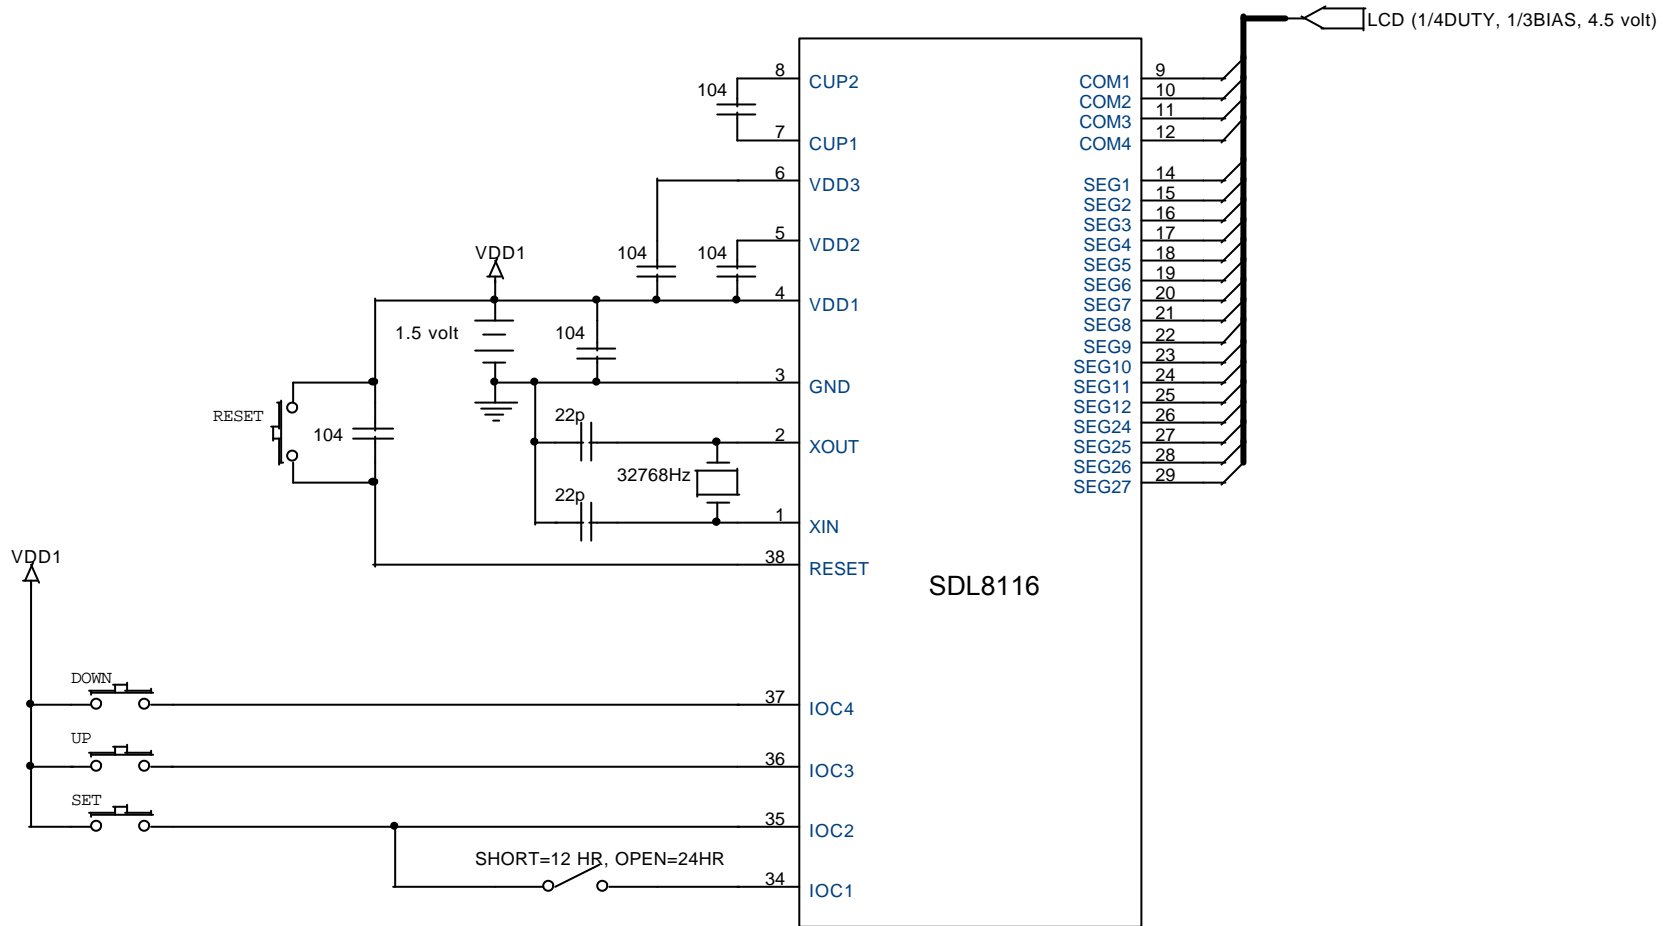 LCD (1/4DUTY, 1/3BIAS, 4.5 volt)
8 CUP2
104
7 CUP1
6 VDD3
5 VDD2
104 104
VDD1
4 VDD1
1.5 volt
104
3 GND
RESET
104
22p
2 XOUT
32768Hz
22p
1 XIN
38 RESET
SDL8116
VDD1
DOWN
37 IOC4
UP
36 IOC3
SET
35 IOC2
SHORT=12 HR, OPEN=24HR
34 IOC1
COM1 9
COM2 10
COM3 11
COM4 12
SEG1 14
SEG2 15
SEG3 16
SEG4 17
SEG5 18
SEG6 19
SEG7 20
SEG8 21
SEG9 22
SEG10 23
SEG11 24
SEG12 25
SEG24 26
SEG25 27
SEG26 28
SEG27 29